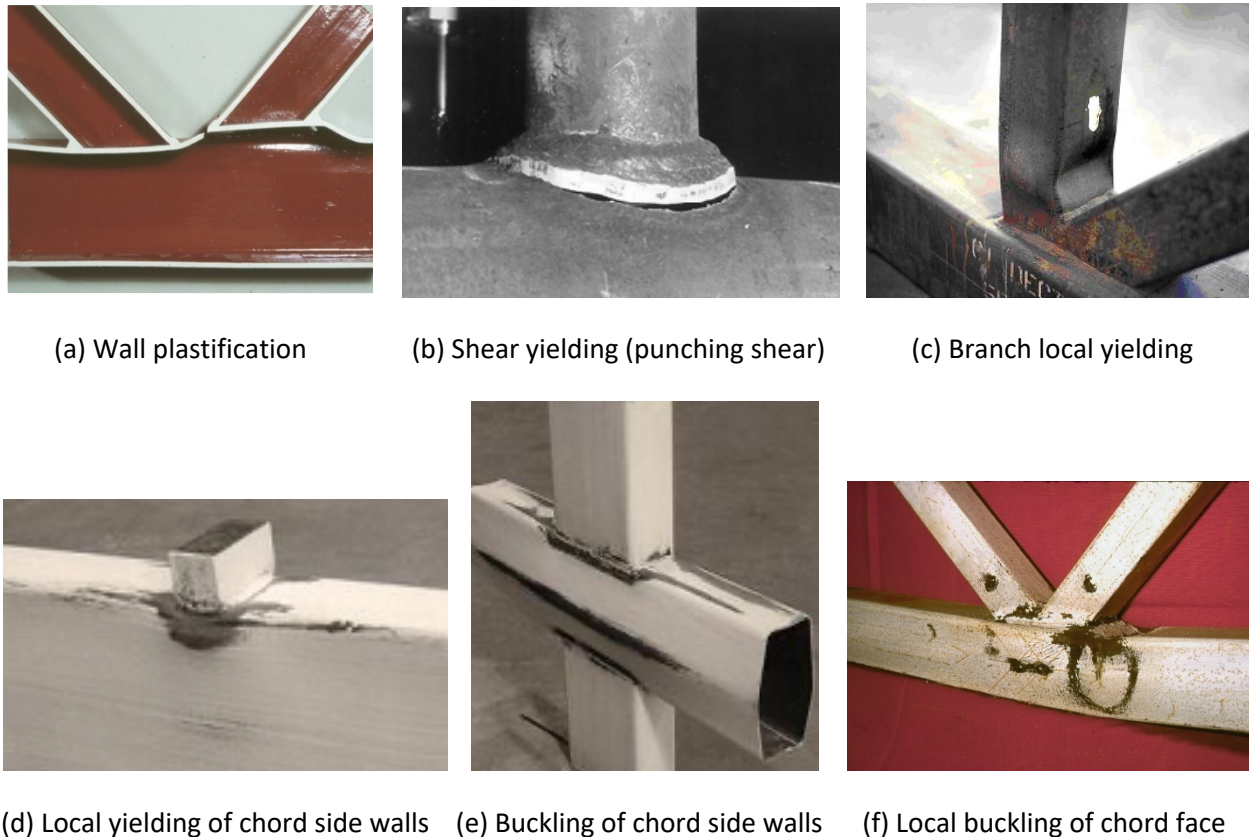 (a) Wall plastification
(b) Shear yielding (punching shear)
(c) Branch local yielding
(d) Local yielding of chord side walls
(e) Buckling of chord side walls
(f) Local buckling of chord face